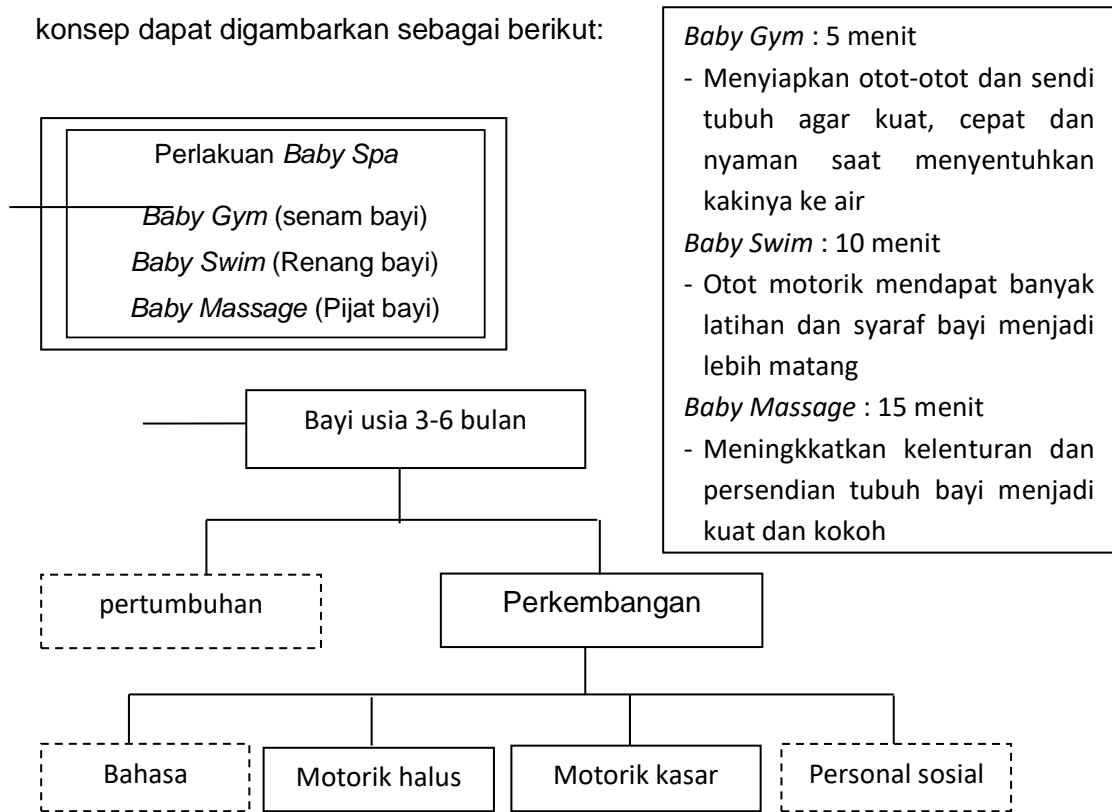 konsep dapat digambarkan sebagai berikut:
Perlakuan Baby Spa
Baby Gym (senam bayi)
Baby Swim (Renang bayi)
Baby Massage (Pijat bayi)
Baby Gym : 5 menit
- Menyiapkan otot-otot dan sendi
tubuh agar kuat, cepat dan
nyaman saat menyentuhkan
kakinya ke air
Baby Swim : 10 menit
- Otot motorik mendapat banyak
latihan dan syaraf bayi menjadi
lebih matang
Baby Massage : 15 menit
- Meningkkatkan kelenturan dan
persendian tubuh bayi menjadi
kuat dan kokoh
Bayi usia 3-6 bulan
pertumbuhan
Perkembangan
Bahasa
Motorik halus
Motorik kasar
Personal sosial